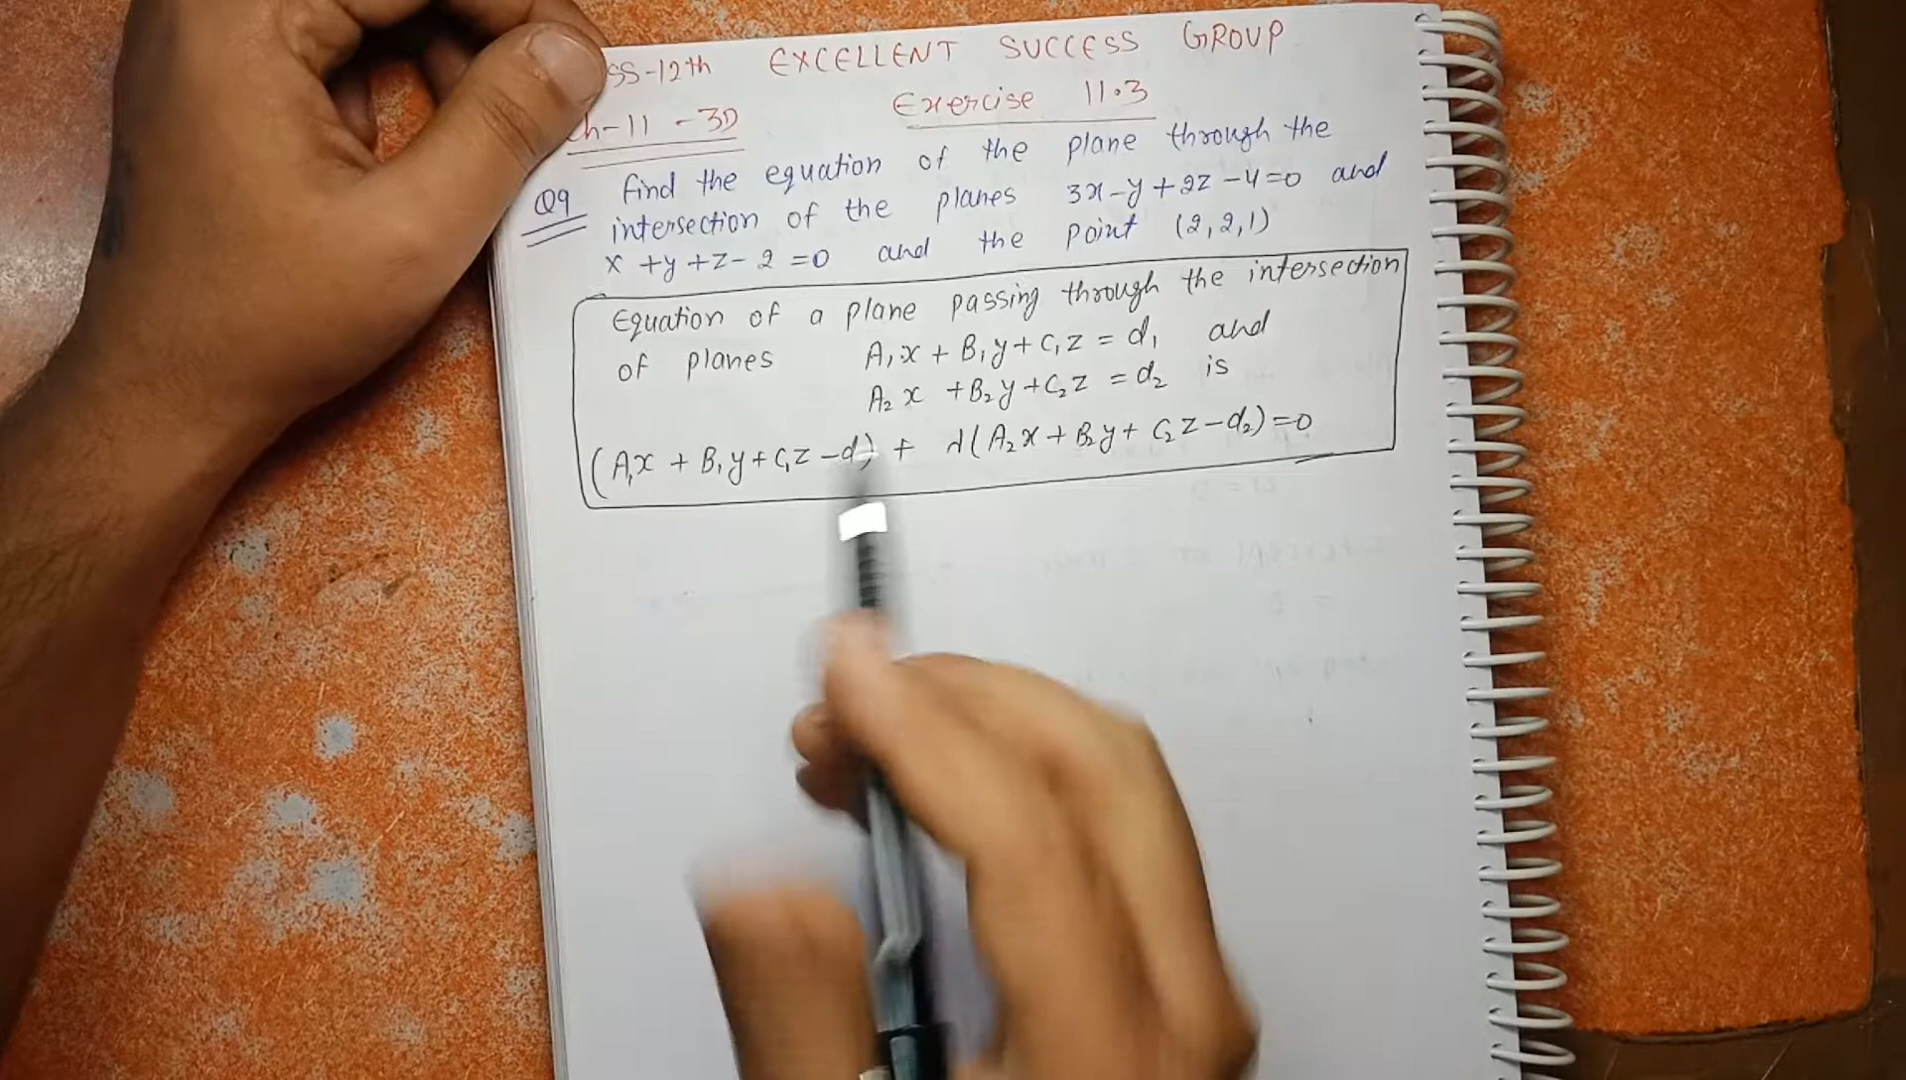 SS-12th EXCELLENT SUCCESS GROUP
h-11 -3D Exercise 11.3
Q9 Find the equation of the plane through the
intersection of the planes 3x-y+2z-4=0 and
x+y+z-2=0 and the point (2,2,1)
Equation of a plane passing through the intersection
of planes A₁x + B₁y + C₁z = d₁ and
A₂x + B₂y + C₂z = d₂ is
(A₁x + B₁y + C₁z - d₁) + λ(A₂x + B₂y + C₂z - d₂) = 0